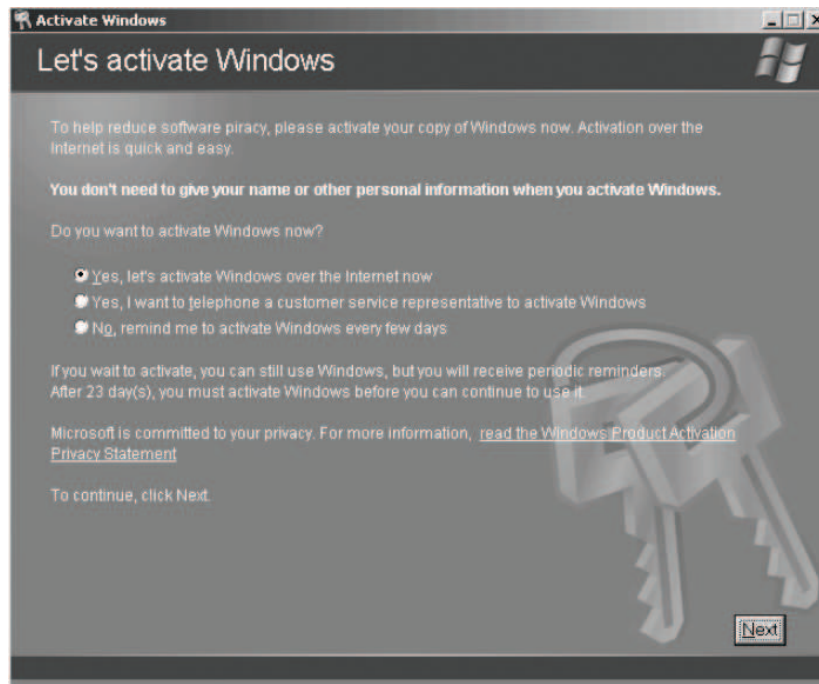 Activate Windows
Let's activate Windows
To help reduce software piracy, please activate your copy of Windows now. Activation over the
Internet is quick and easy.
You don't need to give your name or other personal information when you activate Windows.
Do you want to activate Windows now?
Yes, let's activate Windows over the Internet now
Yes, I want to telephone a customer service representative to activate Windows
No, remind me to activate Windows every few days
If you wait to activate, you can still use Windows, but you will receive periodic reminders.
After 23 day(s), you must activate Windows before you can continue to use it.
Microsoft is committed to your privacy. For more information, read the Windows Product Activation
Privacy Statement
To continue, click Next.
Next